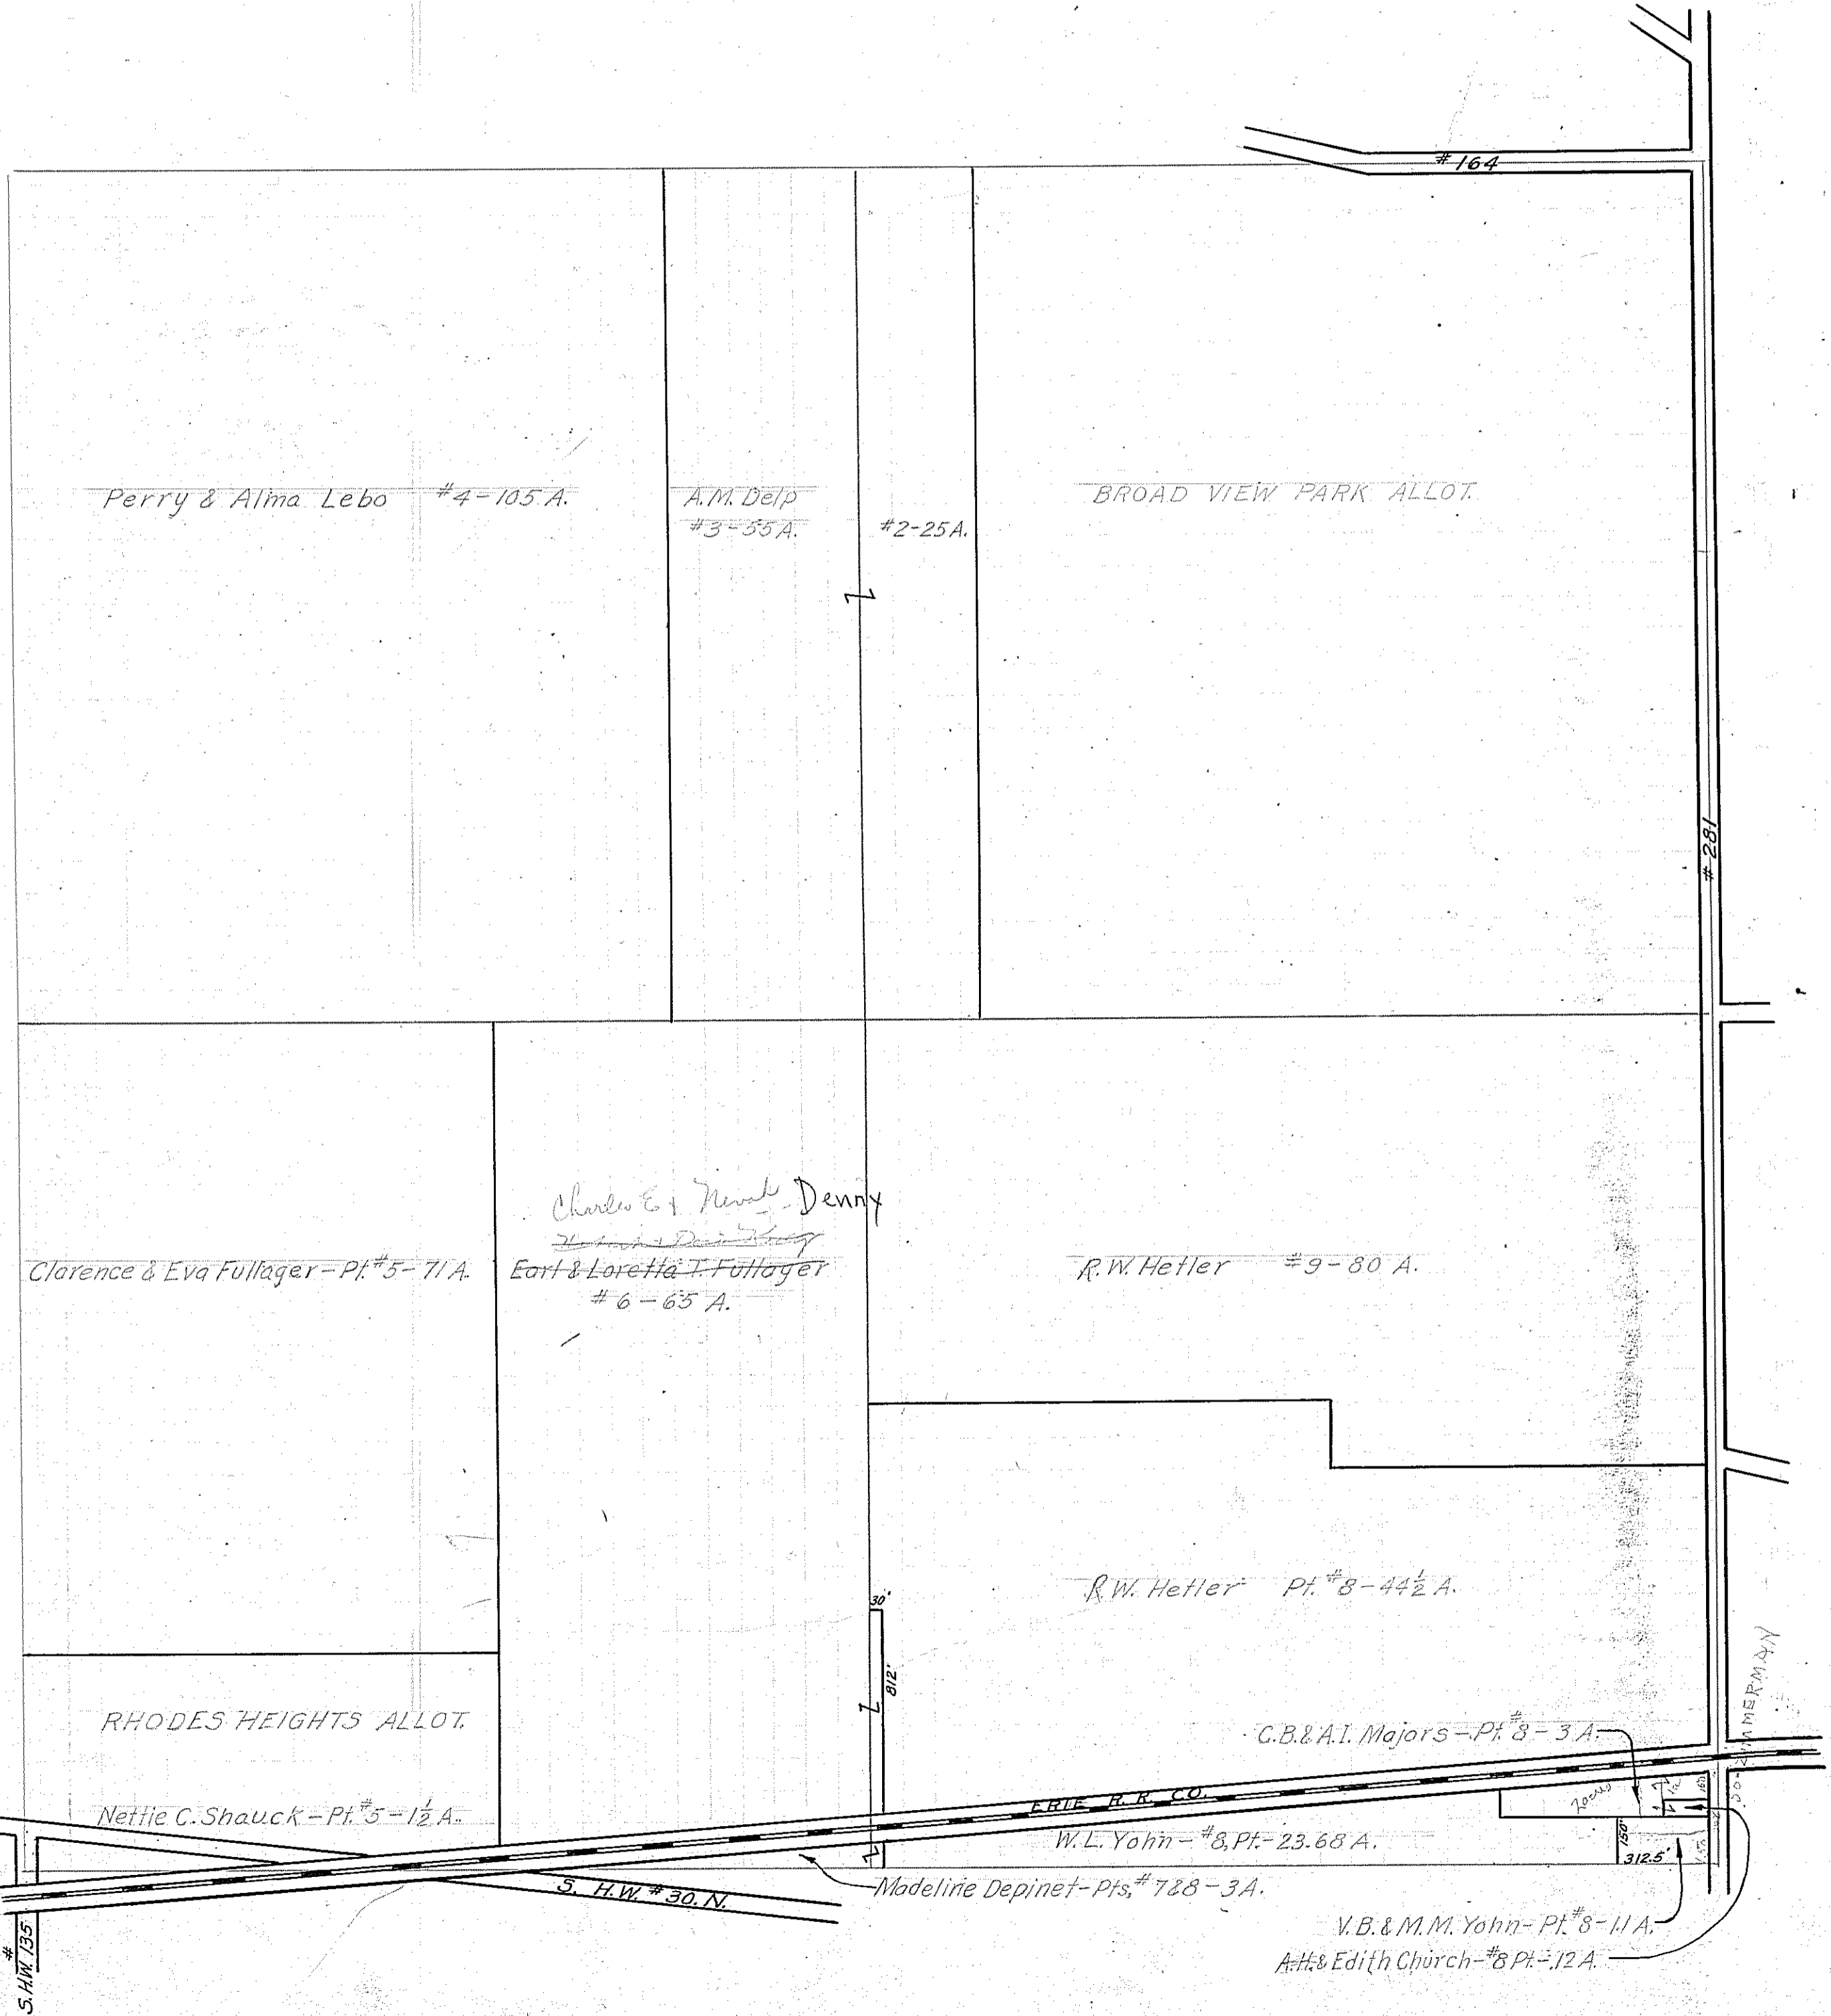 # 164
Perry & Alma Lebo #4-105 A.
A.M. Delp
#3-55 A.
#2-25 A.
BROAD VIEW PARK ALLOT.
# 281
Charles E & Denny
Clarence & Eva Fullager-Pt. #5-71 A.
Earl & Loretta T. Fullager
# 6-65 A.
R.W. Hetler #9-80 A.
R.W. Hetler Pt. #8-44½ A.
30'
812'
RHODES HEIGHTS ALLOT.
ZIMMERMAN
C.B.& A.I. Majors-Pt. #8-3 A.
Nettie C. Shauck-Pt. #5-1½ A.
ERIE R. R. CO.
W.L. Yohn-#8, Pt.-23.68 A.
150'
312.5'
S. H.W. #30. N.
Madeline Depinet-Pts, # 7&8-3A.
V.B. & M.M. Yohn-Pt. #8-1.1 A.
A.H.& Edith Church-#8 Pt.-.12 A.
S.H.W. #135